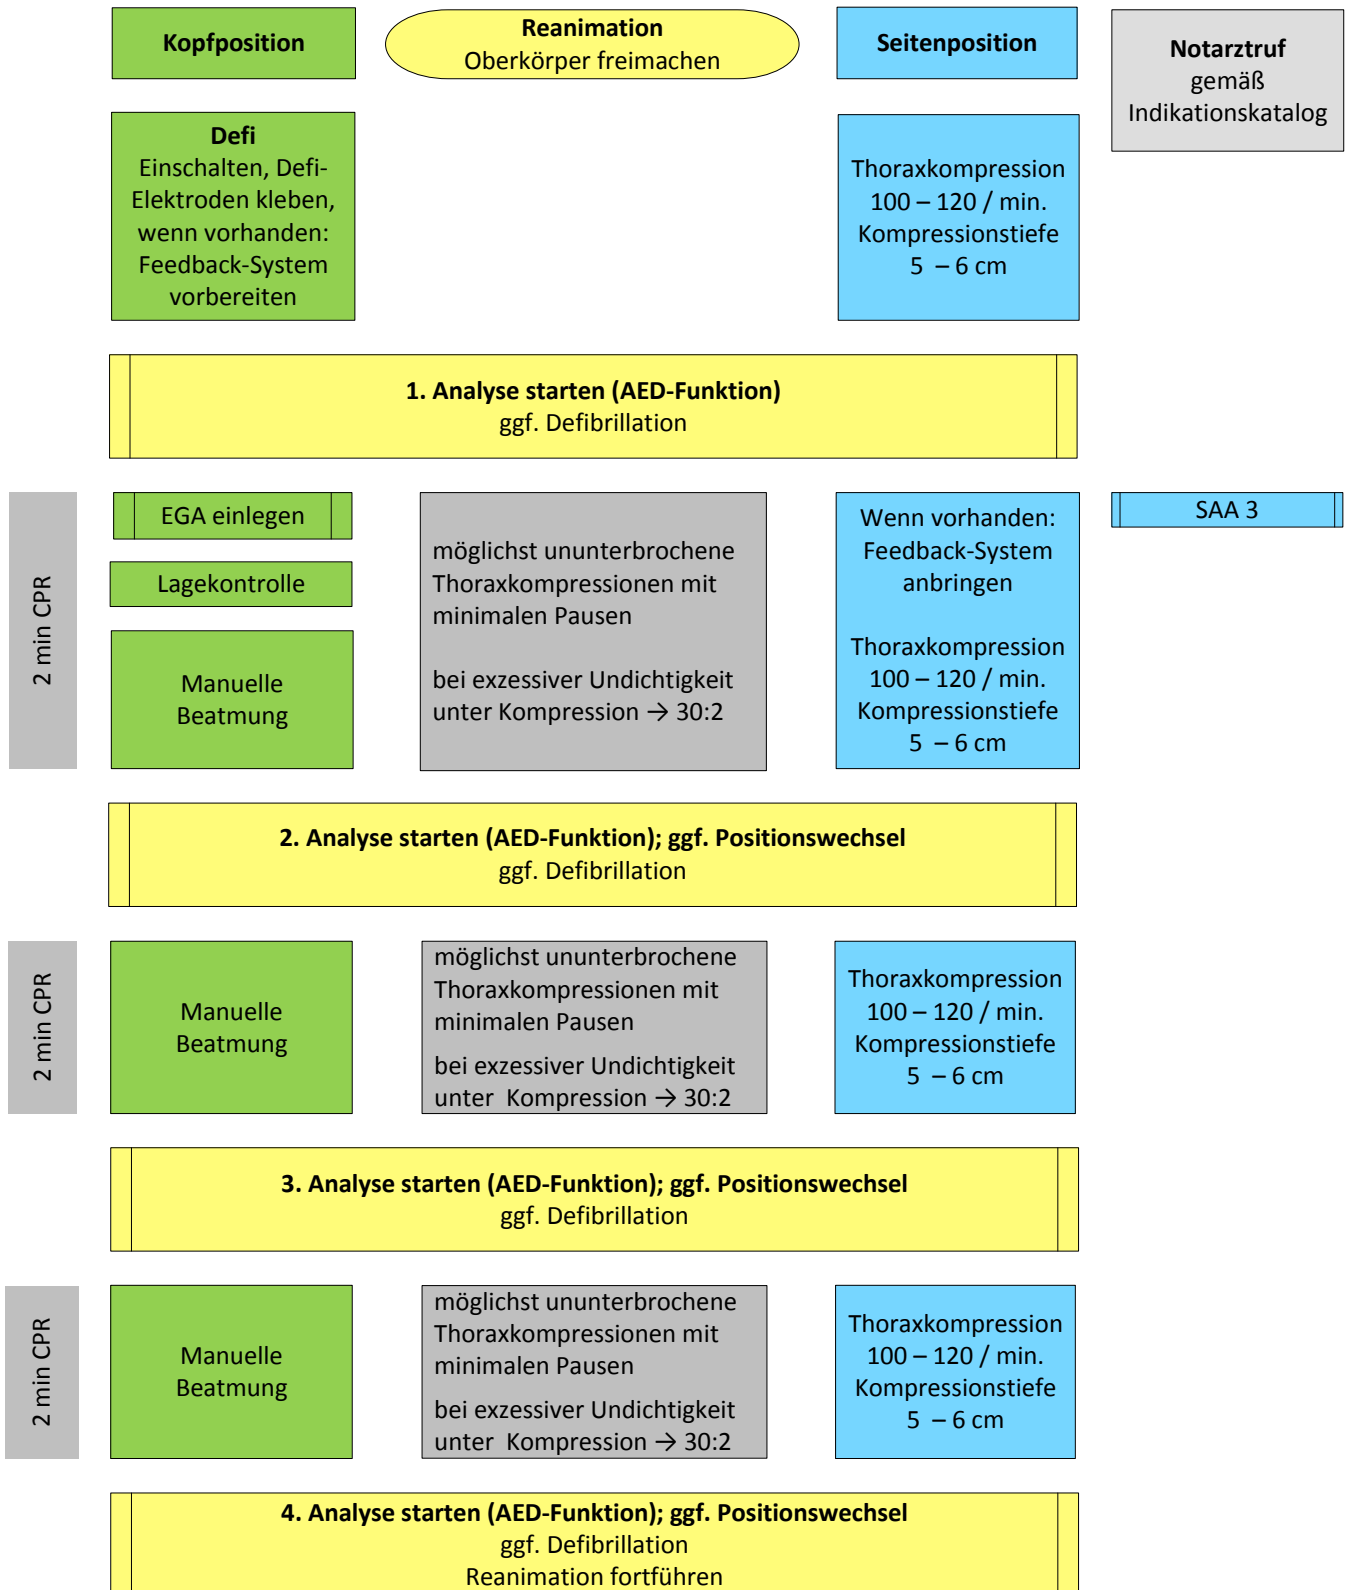 Kopfposition
Reanimation
Oberkörper freimachen
Seitenposition
Notarztruf
gemäß
Indikationskatalog
Defi
Einschalten, Defi-
Elektroden kleben,
wenn vorhanden:
Feedback-System
vorbereiten
Thoraxkompression
100 – 120 / min.
Kompressionstiefe
5 – 6 cm
1. Analyse starten (AED-Funktion)
ggf. Defibrillation
2 min CPR
EGA einlegen
Lagekontrolle
Manuelle
Beatmung
möglichst ununterbrochene
Thoraxkompressionen mit
minimalen Pausen
bei exzessiver Undichtigkeit
unter Kompression → 30:2
Wenn vorhanden:
Feedback-System
anbringen
Thoraxkompression
100 – 120 / min.
Kompressionstiefe
5 – 6 cm
SAA 3
2. Analyse starten (AED-Funktion); ggf. Positionswechsel
ggf. Defibrillation
2 min CPR
Manuelle
Beatmung
möglichst ununterbrochene
Thoraxkompressionen mit
minimalen Pausen
bei exzessiver Undichtigkeit
unter Kompression → 30:2
Thoraxkompression
100 – 120 / min.
Kompressionstiefe
5 – 6 cm
3. Analyse starten (AED-Funktion); ggf. Positionswechsel
ggf. Defibrillation
2 min CPR
Manuelle
Beatmung
möglichst ununterbrochene
Thoraxkompressionen mit
minimalen Pausen
bei exzessiver Undichtigkeit
unter Kompression → 30:2
Thoraxkompression
100 – 120 / min.
Kompressionstiefe
5 – 6 cm
4. Analyse starten (AED-Funktion); ggf. Positionswechsel
ggf. Defibrillation
Reanimation fortführen